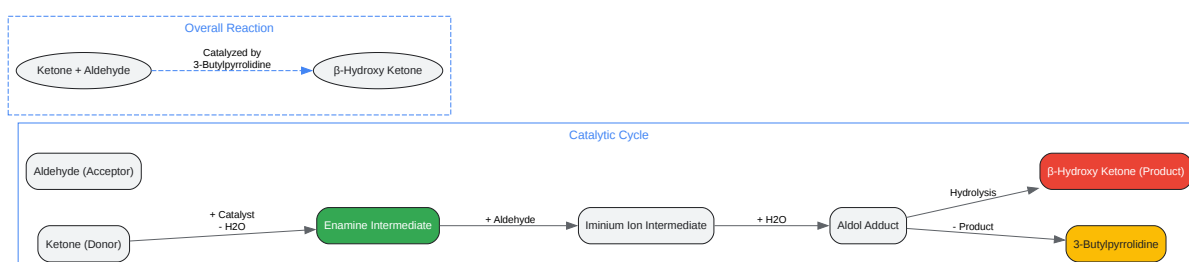 Overall Reaction
Ketone + Aldehyde
Catalyzed by
3-Butylpyrrolidine
β-Hydroxy Ketone
Catalytic Cycle
Aldehyde (Acceptor)
Ketone (Donor)
+ Catalyst
- H2O
Enamine Intermediate
+ Aldehyde
Iminium Ion Intermediate
+ H2O
Aldol Adduct
Hydrolysis
β-Hydroxy Ketone (Product)
- Product
3-Butylpyrrolidine